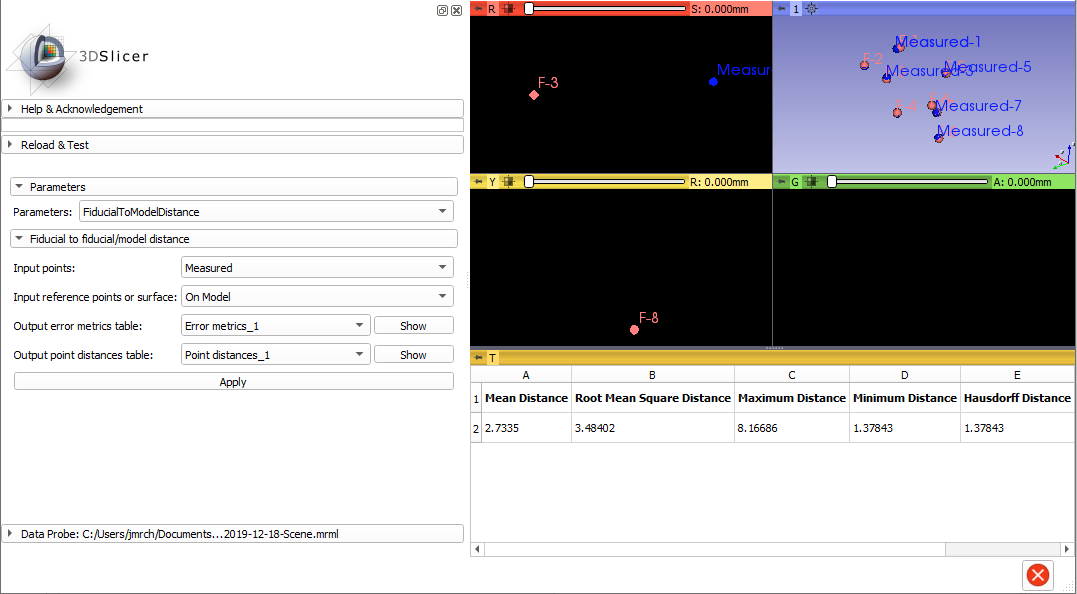 3DSlicer
Help & Acknowledgement
Reload & Test
Parameters
Parameters: FiducialToModelDistance
Fiducial to fiducial/model distance
Input points: Measured
Input reference points or surface: On Model
Output error metrics table: Error metrics_1 Show
Output point distances table: Point distances_1 Show
Apply
Data Probe: C:/Users/jmrch/Documents...2019-12-18-Scene.mrml
R S: 0.000mm
F-3
Measur
1
Measured-1
F-2
Measured-3
Measured-5
Measured-7
Measured-8
Y R: 0.000mm
F-8
G A: 0.000mm
T
A B C D E
1 Mean Distance Root Mean Square Distance Maximum Distance Minimum Distance Hausdorff Distance
2 2.7335 3.48402 8.16686 1.37843 1.37843